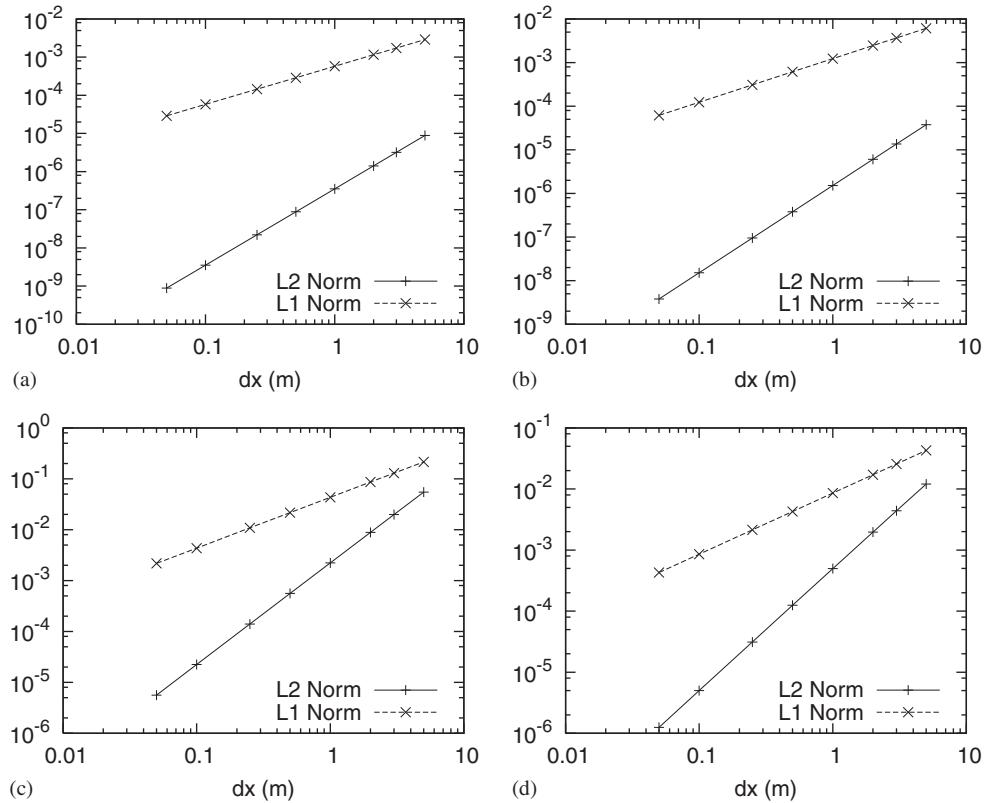 10^-2
10^-3
10^-4
10^-5
10^-6
10^-7
10^-8
10^-9
10^-10
L2 Norm
L1 Norm
0.01 0.1 1 10
dx (m)
(a)
10^-2
10^-3
10^-4
10^-5
10^-6
10^-7
10^-8
10^-9
L2 Norm
L1 Norm
0.01 0.1 1 10
dx (m)
(b)
10^0
10^-1
10^-2
10^-3
10^-4
10^-5
10^-6
L2 Norm
L1 Norm
0.01 0.1 1 10
dx (m)
(c)
10^-1
10^-2
10^-3
10^-4
10^-5
10^-6
L2 Norm
L1 Norm
0.01 0.1 1 10
dx (m)
(d)